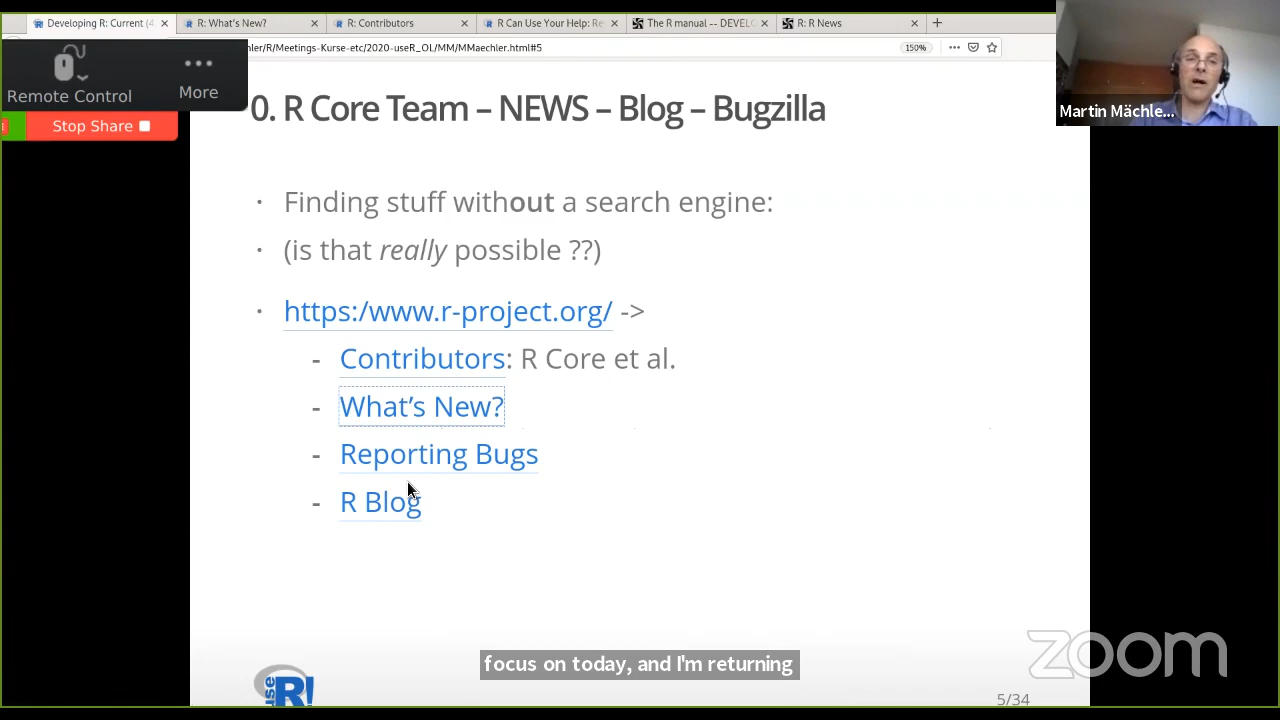 Developing R: Current (4
R: What's New?
R: Contributors
R Can Use Your Help: Re
The R manual -- DEVELO
R: R News
hler/R/Meetings-Kurse-etc/2020-useR_OL/MM/MMaechler.html#5
150%
Remote Control
More
Stop Share
Martin Mächle...
0. R Core Team – NEWS – Blog – Bugzilla
· Finding stuff without a search engine:
· (is that really possible ??)
· https:/www.r-project.org/ ->
- Contributors: R Core et al.
- What's New?
- Reporting Bugs
- R Blog
focus on today, and I'm returning
zoom
use R!
5/34